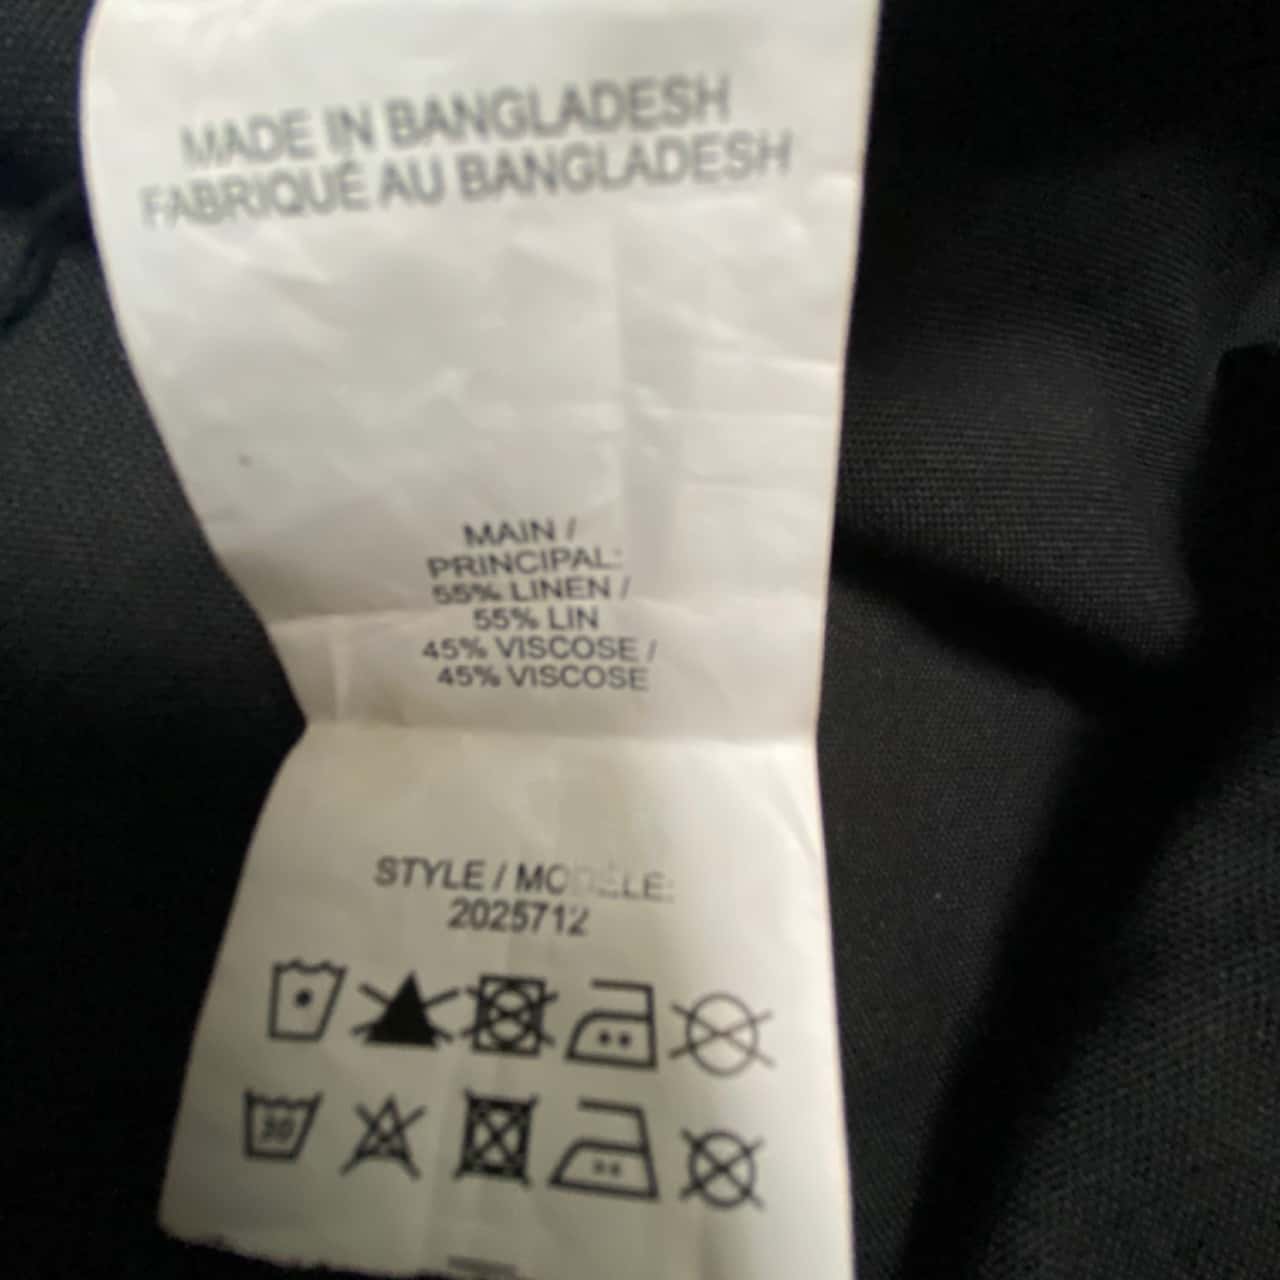 MADE IN BANGLADESH
FABRIQUÉ AU BANGLADESH
MAIN /
PRINCIPAL:
55% LINEN /
55% LIN
45% VISCOSE /
45% VISCOSE
STYLE / MODÈLE:
2025712
30